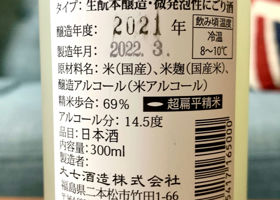 タイプ:生酛本醸造・微発泡性にごり酒
醸造年度:2021年
製造年月:2022.3.
飲み頃温度
冷温
8~10℃
原材料名:米(国産)、米麹(国産米)、
醸造アルコール(米アルコール)
精米歩合:69% 超扁平精米
アルコール分:14.5度
品目:日本酒
容量:300ml
製造者:
大七酒造株式会社
福島県二本松市竹田1-66